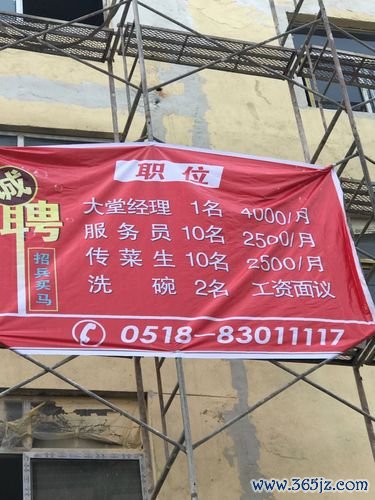 诚聘
招兵买马
职位
大堂经理 1名 4000/月
服务员 10名 2500/月
传菜生 10名 2500/月
洗碗 2名 工资面议
0518-83011117
www.365jz.com